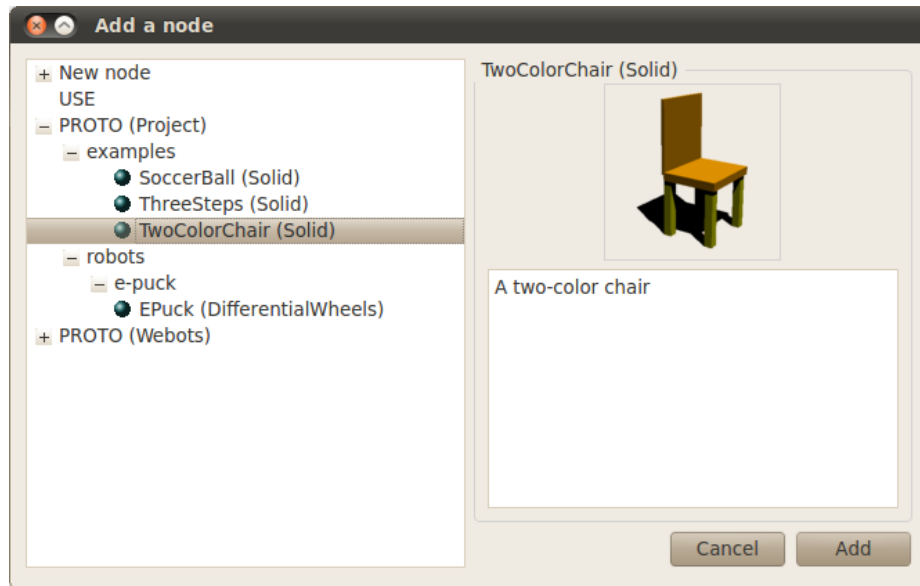 Add a node
New node
USE
PROTO (Project)
examples
SoccerBall (Solid)
ThreeSteps (Solid)
TwoColorChair (Solid)
robots
e-puck
EPuck (DifferentialWheels)
PROTO (Webots)
TwoColorChair (Solid)
A two-color chair
Cancel
Add